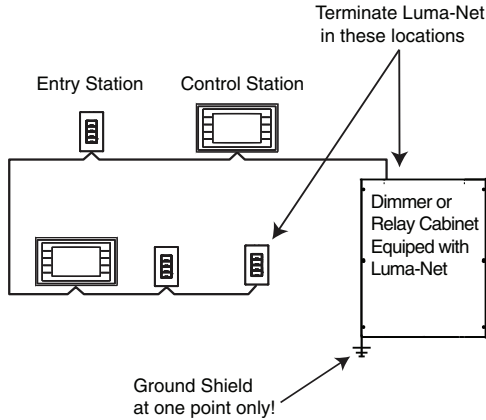 Terminate Luma-Net
in these locations
Entry Station
Control Station
Dimmer or
Relay Cabinet
Equiped with
Luma-Net
Ground Shield
at one point only!